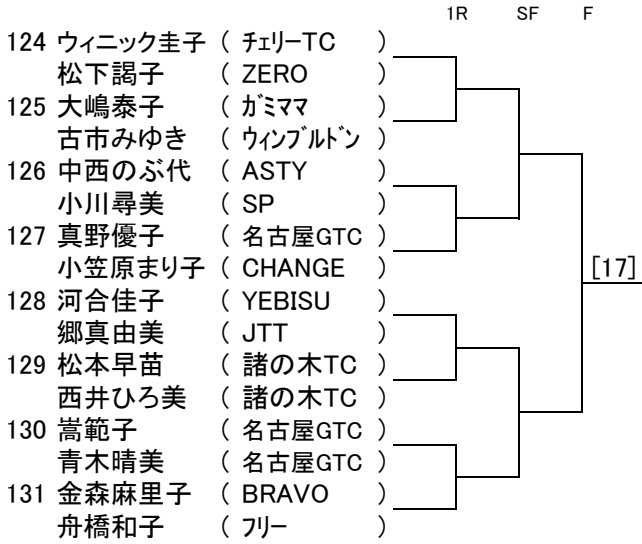 1R SF F
124 ウィニック圭子 ( チェリーTC )
松下謁子 ( ZERO )
125 大嶋泰子 ( ガミママ )
古市みゆき ( ウィンブルドン )
126 中西のぶ代 ( ASTY )
小川尋美 ( SP )
127 真野優子 ( 名古屋GTC )
小笠原まり子 ( CHANGE )
[17]
128 河合佳子 ( YEBISU )
郷真由美 ( JTT )
129 松本早苗 ( 諸の木TC )
西井ひろ美 ( 諸の木TC )
130 嵩範子 ( 名古屋GTC )
青木晴美 ( 名古屋GTC )
131 金森麻里子 ( BRAVO )
舟橋和子 ( フリー )